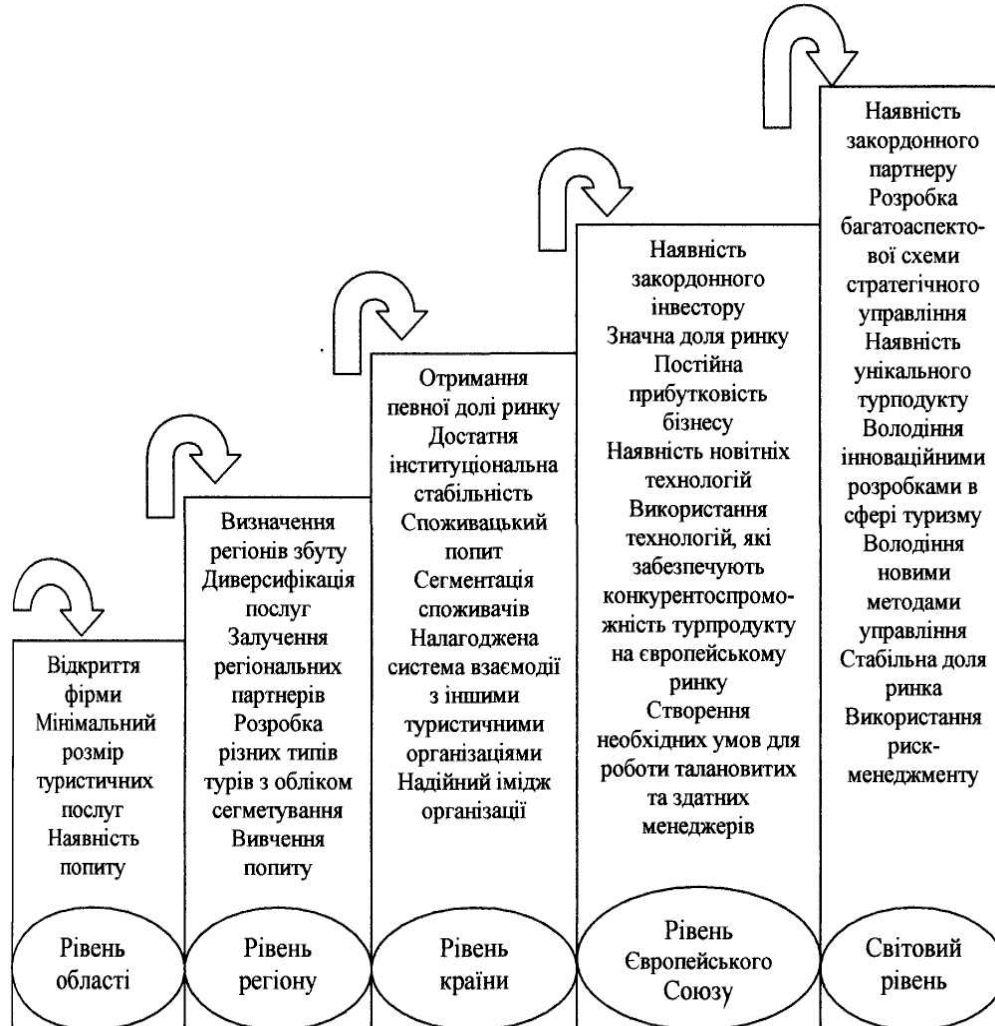 Відкриття
фірми
Мінімальний
розмір
туристичних
послуг
Наявність
попиту
Рівень
області
Визначення
регіонів збуту
Диверсифікація
послуг
Залучення
регіональних
партнерів
Розробка
різних типів
турів з обліком
сегметування
Вивчення
попиту
Рівень
регіону
Отримання
певної долі ринку
Достатня
інституціональна
стабільність
Споживацький
попит
Сегментація
споживачів
Налагоджена
система взаємодії
з іншими
туристичними
організаціями
Надійний імідж
організації
Рівень
країни
Наявність
закордонного
інвестору
Значна доля ринку
Постійна
прибутковість
бізнесу
Наявність новітніх
технологій
Використання
технологій, які
забезпечують
конкурентоспромо-
жність турпродукту
на європейському
ринку
Створення
необхідних умов для
роботи талановитих
та здатних
менеджерів
Рівень
Європейського
Союзу
Наявність
закордонного
партнеру
Розробка
багатоаспекто-
вої схеми
стратегічного
управління
Наявність
унікального
турподукту
Володіння
інноваційними
розробками в
сфері туризму
Володіння
новими
методами
управління
Стабільна доля
ринка
Використання
риск-
менеджменту
Світовий
рівень